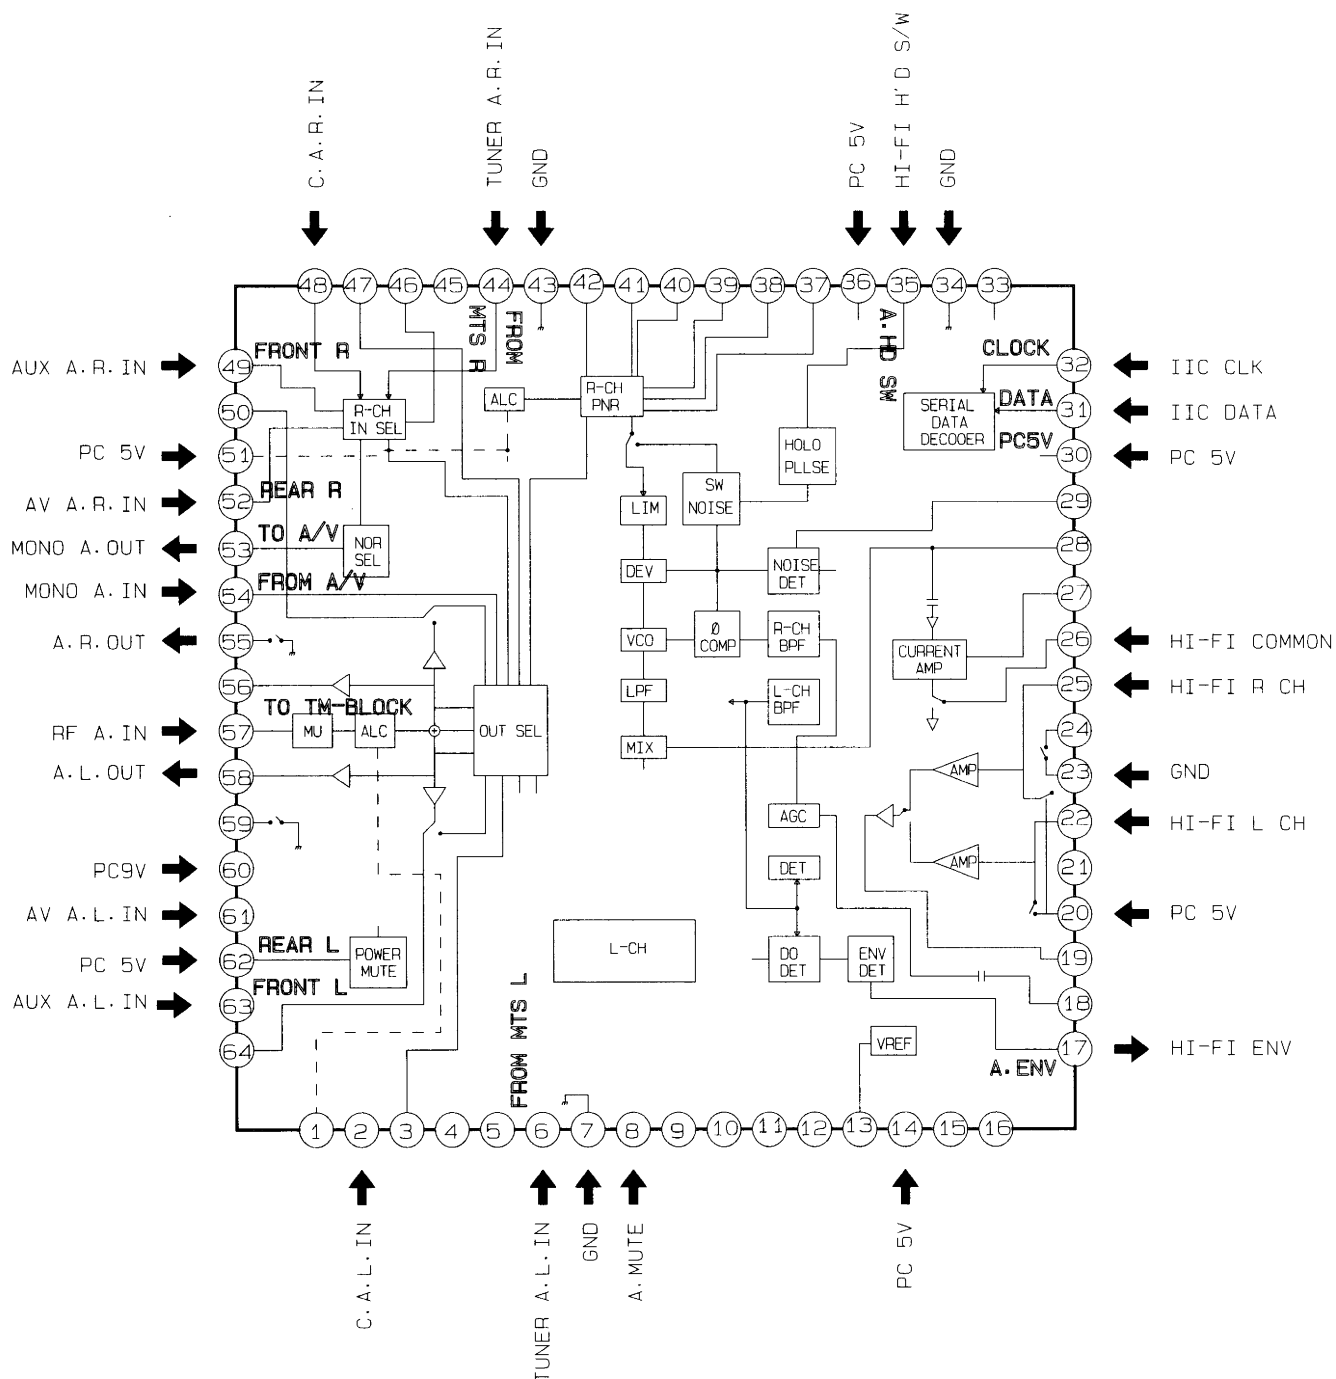 C.A.R.IN
TUNER A.R.IN
GND
PC 5V
HI-FI H'D S/W
GND
48 47 46 45 44 43 42 41 40 39 38 37 36 35 34 33
MTS R
FROM
A.HD SW
AUX A.R.IN
49
FRONT R
CLOCK
32
IIC CLK
50
R-CH
IN SEL
ALC
R-CH
PNR
SERIAL
DATA
DECOOER
DATA
31
IIC DATA
PC 5V
51
HOLO
PLLSE
PC5V
30
PC 5V
AV A.R.IN
52
REAR R
LIM
SW
NOISE
29
MONO A.OUT
53
TO A/V
NOR
SEL
28
MONO A.IN
54
FROM A/V
DEV
NOISE
DET
27
A.R.OUT
55
VCO
Ø
COMP
R-CH
BPF
CURRENT
AMP
26
HI-FI COMMON
56
LPF
L-CH
BPF
25
HI-FI R CH
TO TM-BLOCK
RF A.IN
57
MU
ALC
OUT SEL
MIX
24
A.L.OUT
58
AMP
23
GND
59
AGC
22
HI-FI L CH
PC9V
60
DET
AMP
21
AV A.L.IN
61
20
PC 5V
PC 5V
62
REAR L
POWER
MUTE
L-CH
DO
DET
ENV
DET
19
AUX A.L.IN
63
FRONT L
18
64
FROM MTS L
VREF
A.ENV
17
HI-FI ENV
1 2 3 4 5 6 7 8 9 10 11 12 13 14 15 16
C.A.L.IN
TUNER A.L.IN
GND
A.MUTE
PC 5V